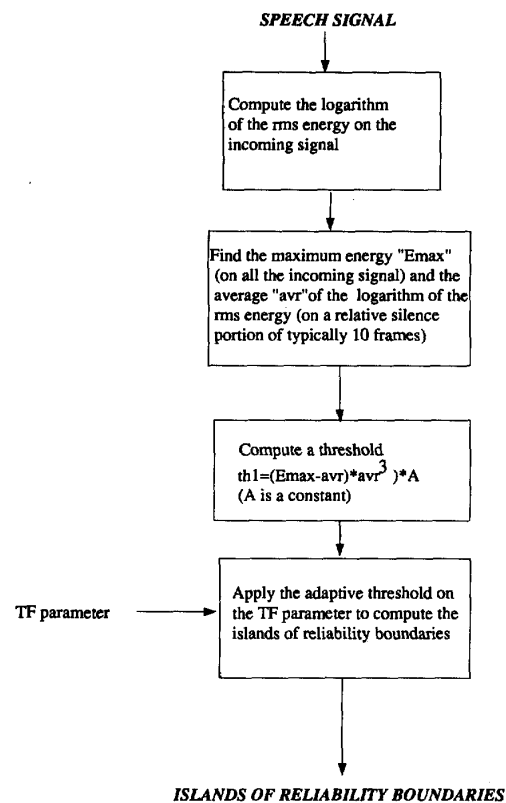 SPEECH SIGNAL
Compute the logarithm
of the rms energy on the
incoming signal
Find the maximum energy "Emax"
(on all the incoming signal) and the
average "avr"of the logarithm of the
rms energy (on a relative silence
portion of typically 10 frames)
Compute a threshold
th1=(Emax-avr)*avr³ )*A
(A is a constant)
Apply the adaptive threshold on
TF parameter
the TF parameter to compute the
islands of reliability boundaries
ISLANDS OF RELIABILITY BOUNDARIES